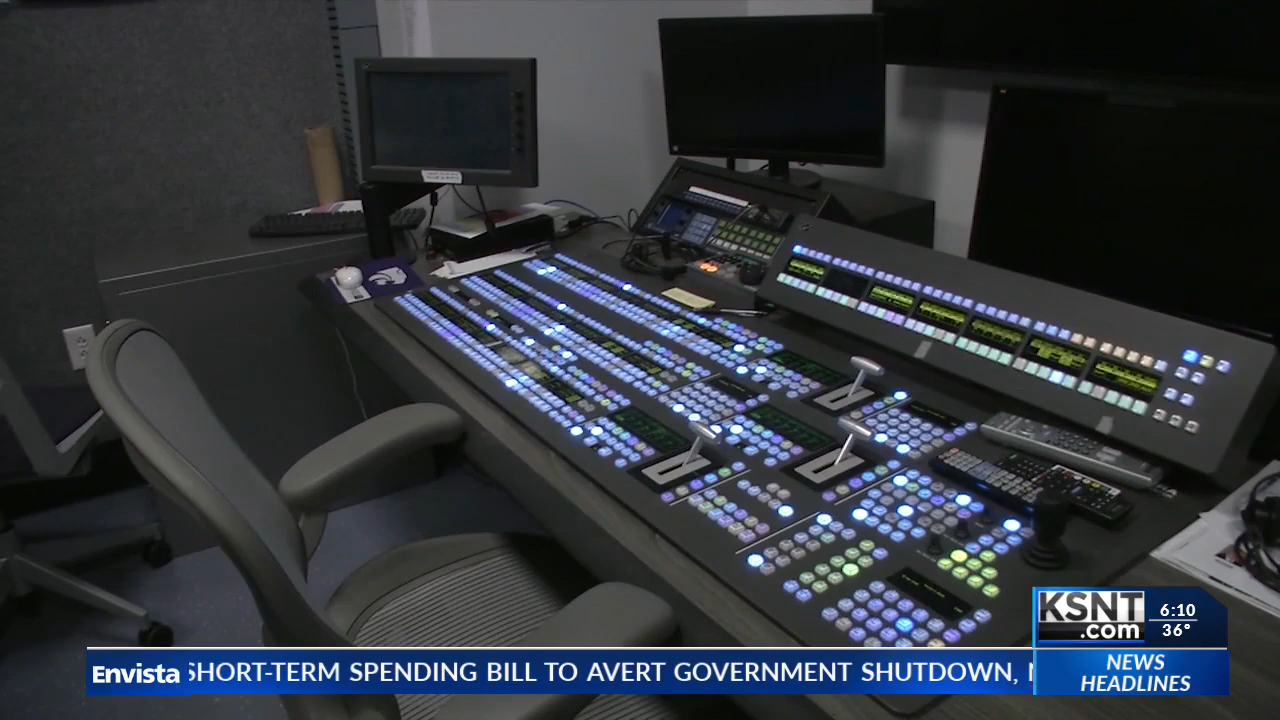 KSNT
.com
6:10
36°
Envista
SHORT-TERM SPENDING BILL TO AVERT GOVERNMENT SHUTDOWN,
NEWS
HEADLINES